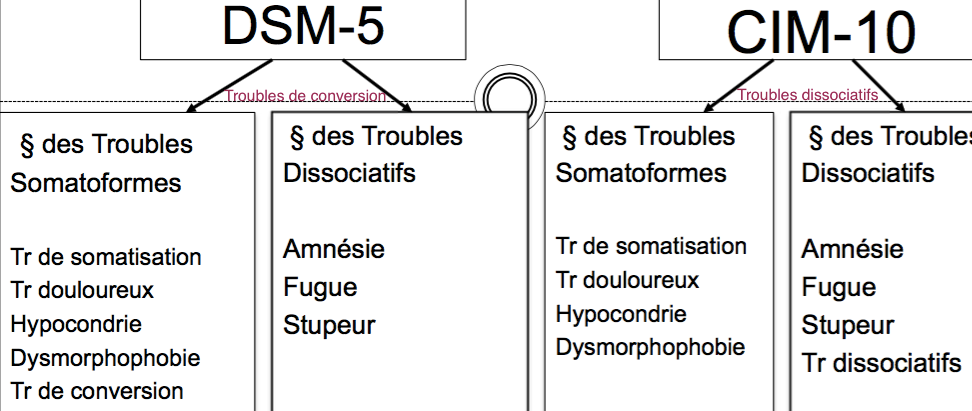 DSM-5
Troubles de conversion
§ des Troubles
Somatoformes
Tr de somatisation
Tr douloureux
Hypocondrie
Dysmorphophobie
Tr de conversion
§ des Troubles
Dissociatifs
Amnésie
Fugue
Stupeur
CIM-10
Troubles dissociatifs
§ des Troubles
Somatoformes
Tr de somatisation
Tr douloureux
Hypocondrie
Dysmorphophobie
§ des Troubles
Dissociatifs
Amnésie
Fugue
Stupeur
Tr dissociatifs